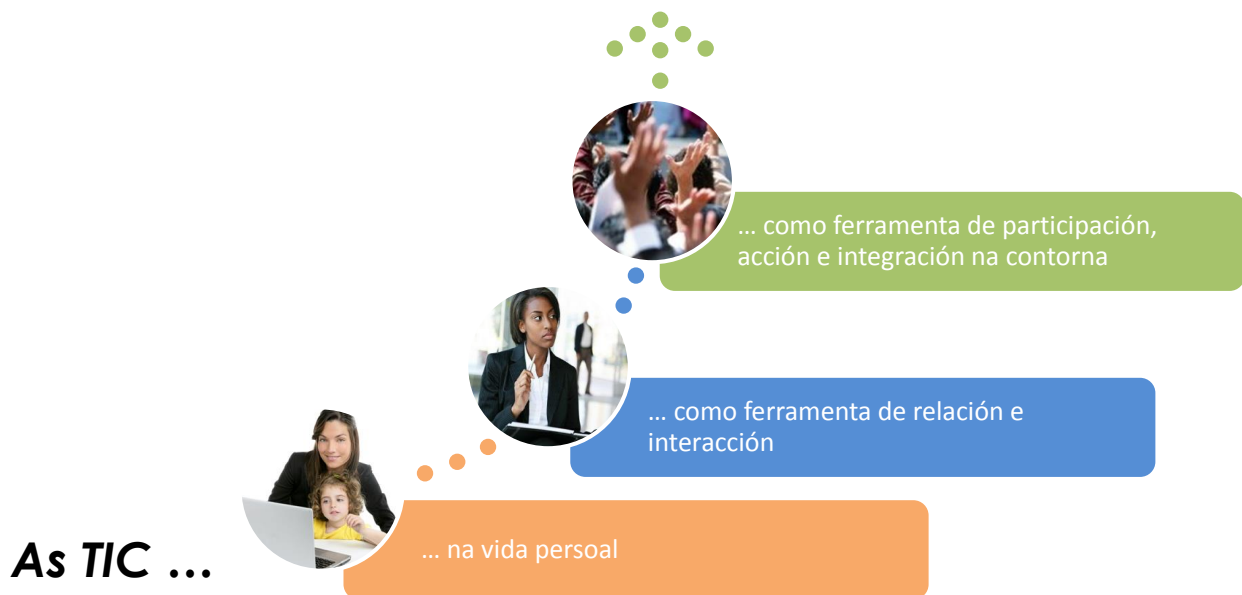 … como ferramenta de participación,
acción e integración na contorna
… como ferramenta de relación e
interacción
… na vida persoal
As TIC …